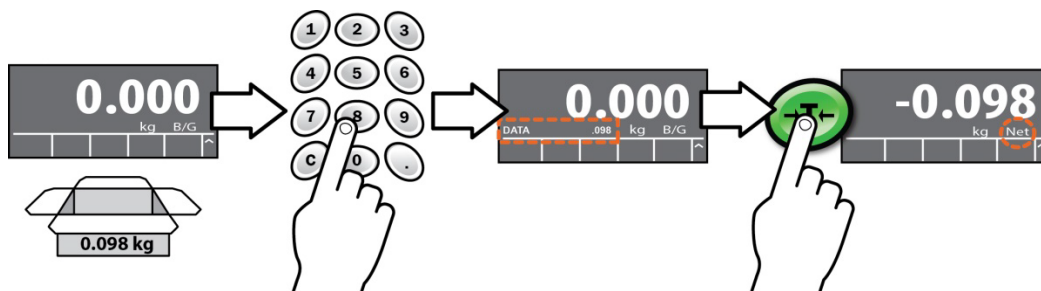 0.000
kg B/G
0.098 kg
1 2 3
4 5 6
7 8 9
C 0 .
0.000
DATA .098 kg B/G
T
-0.098
kg Net